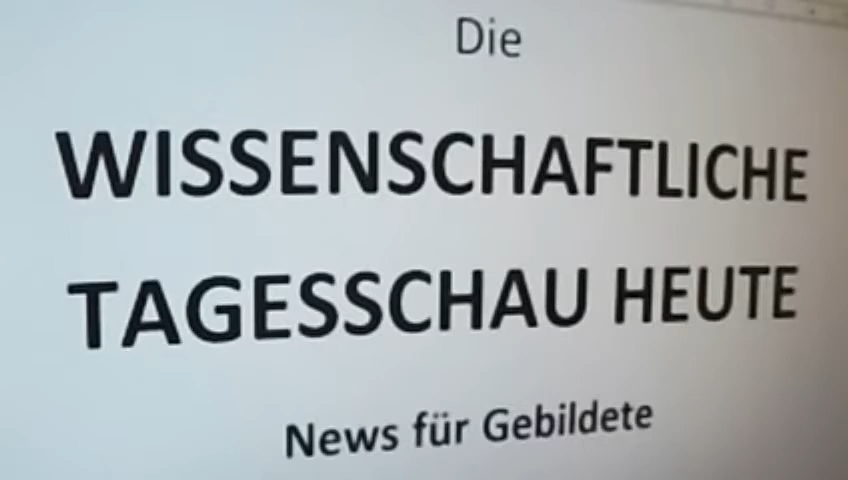 Die
WISSENSCHAFTLICHE
TAGESSCHAU HEUTE
News für Gebildete